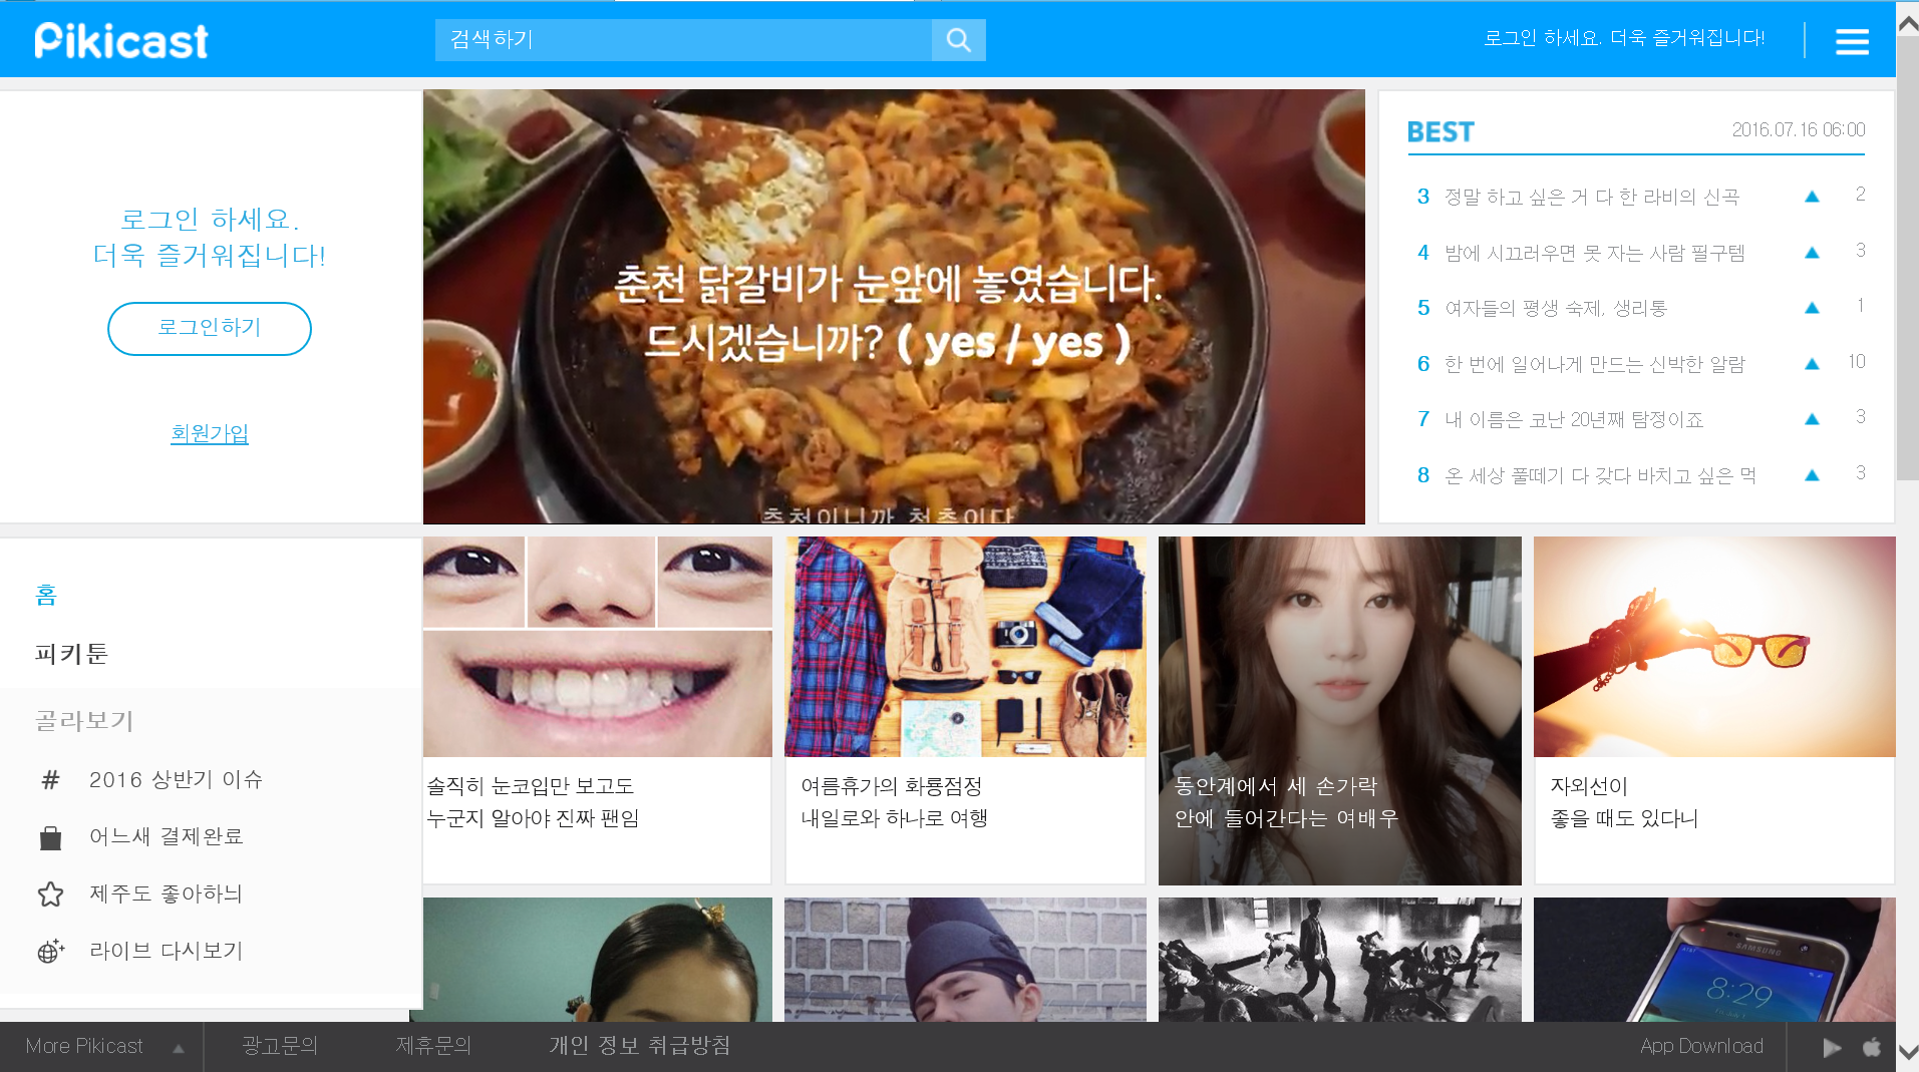 Pikicast
검색하기
로그인 하세요. 더욱 즐거워집니다!
로그인 하세요.
더욱 즐거워집니다!
로그인하기
회원가입
춘천 닭갈비가 눈앞에 놓였습니다.
드시겠습니까? ( yes / yes )
춘천이니까 청춘이다
BEST 2016.07.16 06:00
3 정말 하고 싶은 거 다 한 라비의 신곡 ▲ 2
4 밤에 시끄러우면 못 자는 사람 필구템 ▲ 3
5 여자들의 평생 숙제, 생리통 ▲ 1
6 한 번에 일어나게 만드는 신박한 알람 ▲ 10
7 내 이름은 코난 20년째 탐정이죠 ▲ 3
8 온 세상 풀떼기 다 갖다 바치고 싶은 먹 ▲ 3
홈
피키툰
골라보기
# 2016 상반기 이슈
어느새 결제완료
제주도 좋아하늬
라이브 다시보기
솔직히 눈코입만 보고도
누군지 알아야 진짜 팬임
여름휴가의 화룡점정
내일로와 하나로 여행
동안계에서 세 손가락
안에 들어간다는 여배우
자외선이
좋을 때도 있다니
SAMSUNG
8:29
More Pikicast ▲
광고문의
제휴문의
개인 정보 취급방침
App Download